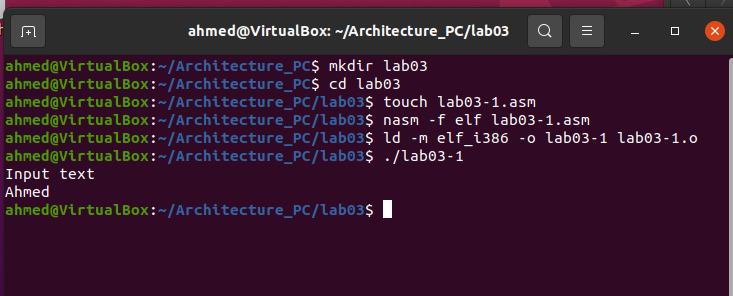 ahmed@VirtualBox: ~/Architecture_PC/lab03
ahmed@VirtualBox:~/Architecture_PC$ mkdir lab03
ahmed@VirtualBox:~/Architecture_PC$ cd lab03
ahmed@VirtualBox:~/Architecture_PC/lab03$ touch lab03-1.asm
ahmed@VirtualBox:~/Architecture_PC/lab03$ nasm -f elf lab03-1.asm
ahmed@VirtualBox:~/Architecture_PC/lab03$ ld -m elf_i386 -o lab03-1 lab03-1.o
ahmed@VirtualBox:~/Architecture_PC/lab03$ ./lab03-1
Input text
Ahmed
ahmed@VirtualBox:~/Architecture_PC/lab03$